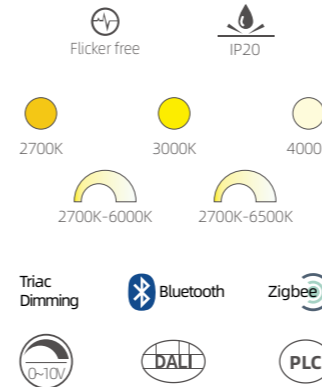 Flicker free
IP20
2700K
3000K
4000
2700K-6000K
2700K-6500K
Triac
Dimming
Bluetooth
Zigbee
0~10V
DALI
PLC